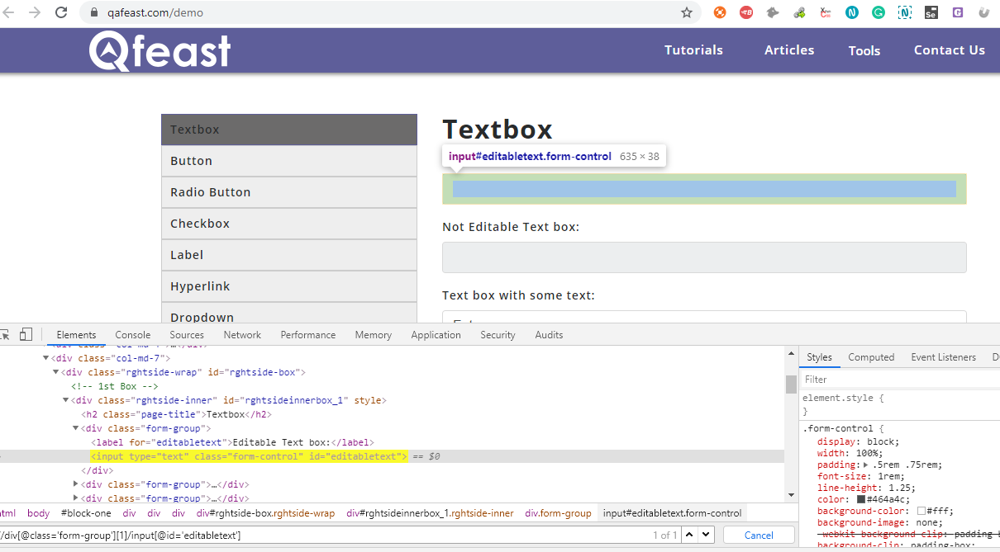 qafeast.com/demo
Qfeast
Tutorials Articles Tools Contact Us
Textbox
Button
Radio Button
Checkbox
Label
Hyperlink
Dropdown
Textbox
input#editabletext.form-control 635 × 38
Not Editable Text box:
Text box with some text:
Elements Console Sources Network Performance Memory Application Security Audits
<div class="col-md-7">
<div class="rghtside-wrap" id="rghtside-box">
<!-- 1st Box -->
<div class="rghtside-inner" id="rghtsideinnerbox_1" style>
<h2 class="page-title">Textbox</h2>
<div class="form-group">
<label for="editabletext">Editable Text box:</label>
<input type="text" class="form-control" id="editabletext"> == $0
</div>
<div class="form-group">…</div>
<div class="form-group">…</div>
html body #block-one div div div div#rghtside-box.rghtside-wrap div#rghtsideinnerbox_1.rghtside-inner div.form-group input#editabletext.form-control
/div[@class='form-group'][1]/input[@id='editabletext'] 1 of 1 Cancel
Styles Computed Event Listeners
Filter
element.style {
}
.form-control {
display: block;
width: 100%;
padding: .5rem .75rem;
font-size: 1rem;
line-height: 1.25;
color: #464a4c;
background-color: #fff;
background-image: none;
-webkit-background-clip: padding-b
background-clip: padding-box;